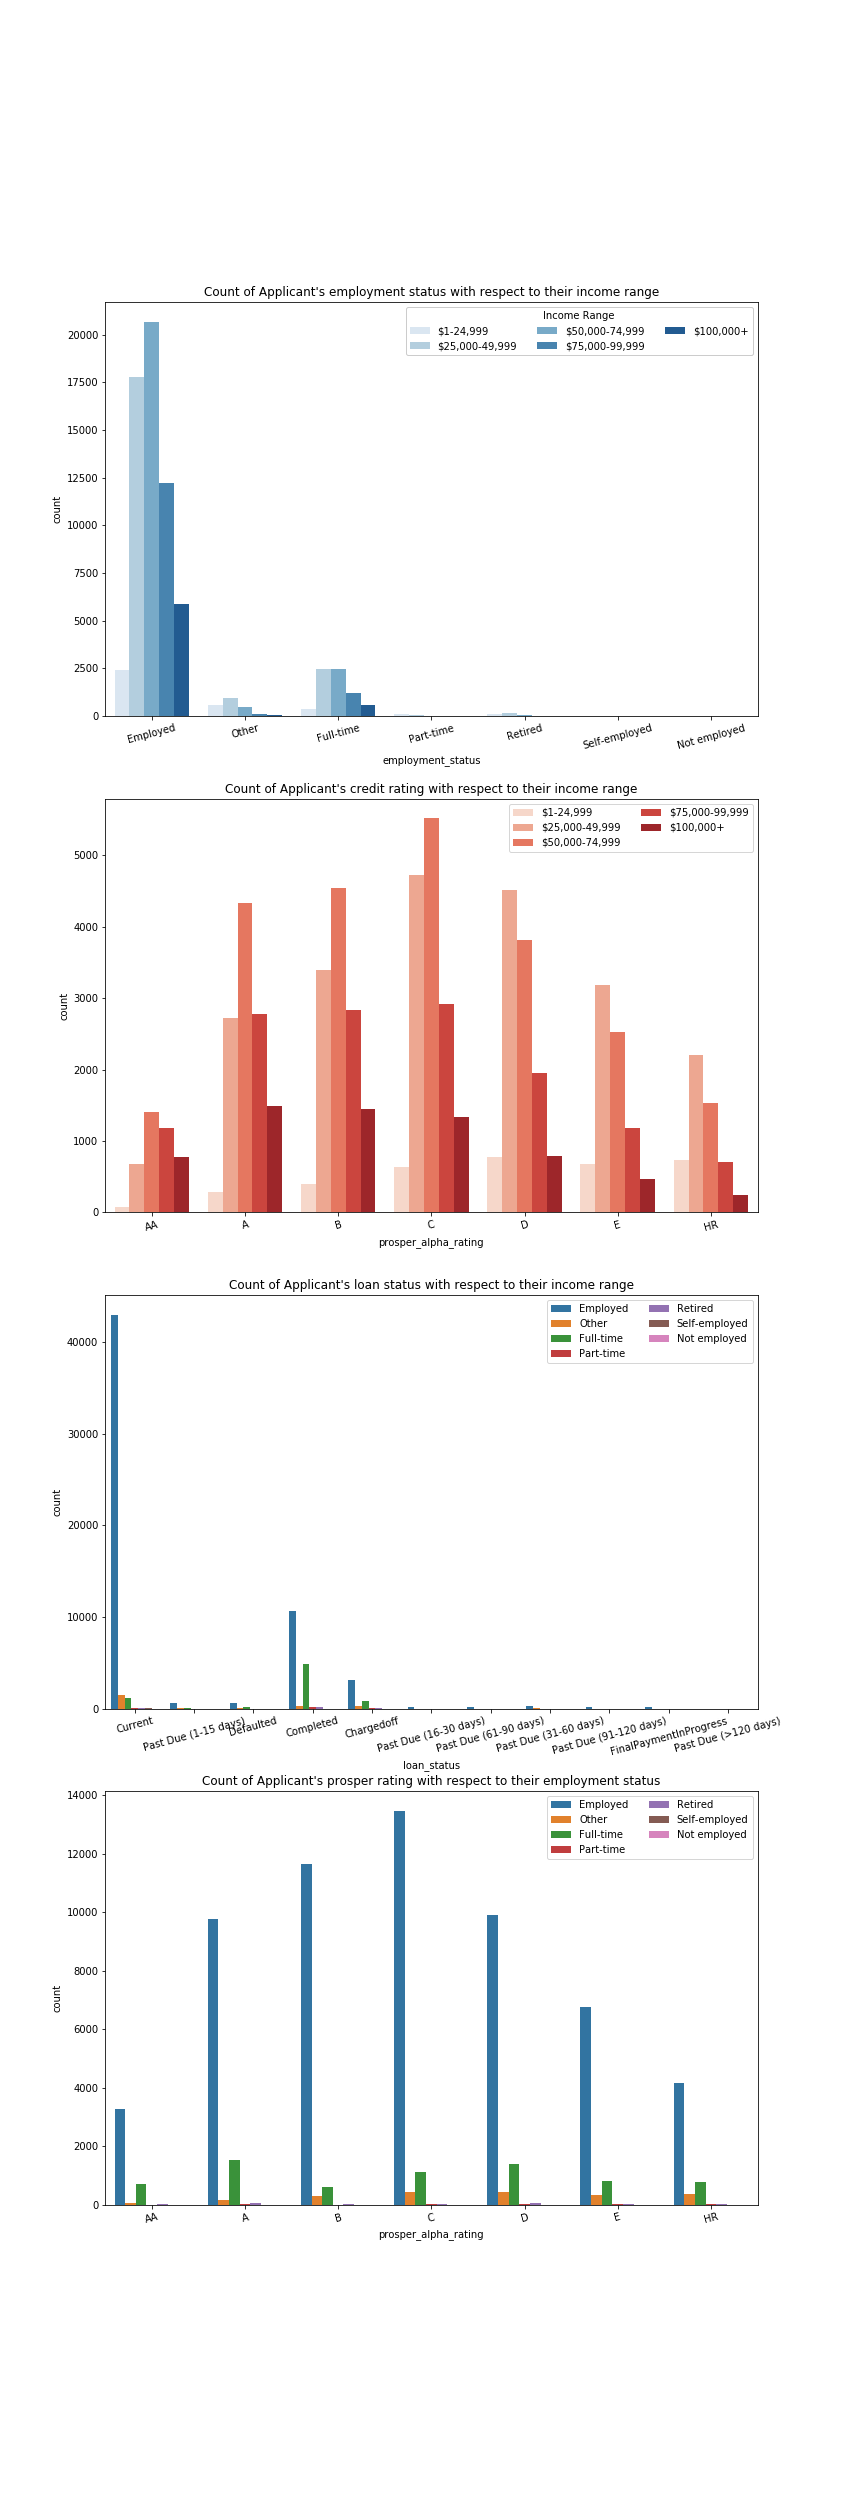 Count of Applicant's employment status with respect to their income range
Income Range
$1-24,999 $50,000-74,999 $100,000+
$25,000-49,999 $75,000-99,999
20000
17500
15000
12500
10000
7500
5000
2500
0
count
Employed Other Full-time Part-time Retired Self-employed Not employed
employment_status
Count of Applicant's credit rating with respect to their income range
$1-24,999 $75,000-99,999
$25,000-49,999 $100,000+
$50,000-74,999
5000
4000
3000
2000
1000
0
count
AA A B C D E HR
prosper_alpha_rating
Count of Applicant's loan status with respect to their income range
Employed Retired
Other Self-employed
Full-time Not employed
Part-time
40000
30000
20000
10000
0
count
Current Past Due (1-15 days) Defaulted Completed Chargedoff Past Due (16-30 days) Past Due (61-90 days) Past Due (31-60 days) Past Due (91-120 days) FinalPaymentInProgress Past Due (>120 days)
loan_status
Count of Applicant's prosper rating with respect to their employment status
Employed Retired
Other Self-employed
Full-time Not employed
Part-time
14000
12000
10000
8000
6000
4000
2000
0
count
AA A B C D E HR
prosper_alpha_rating